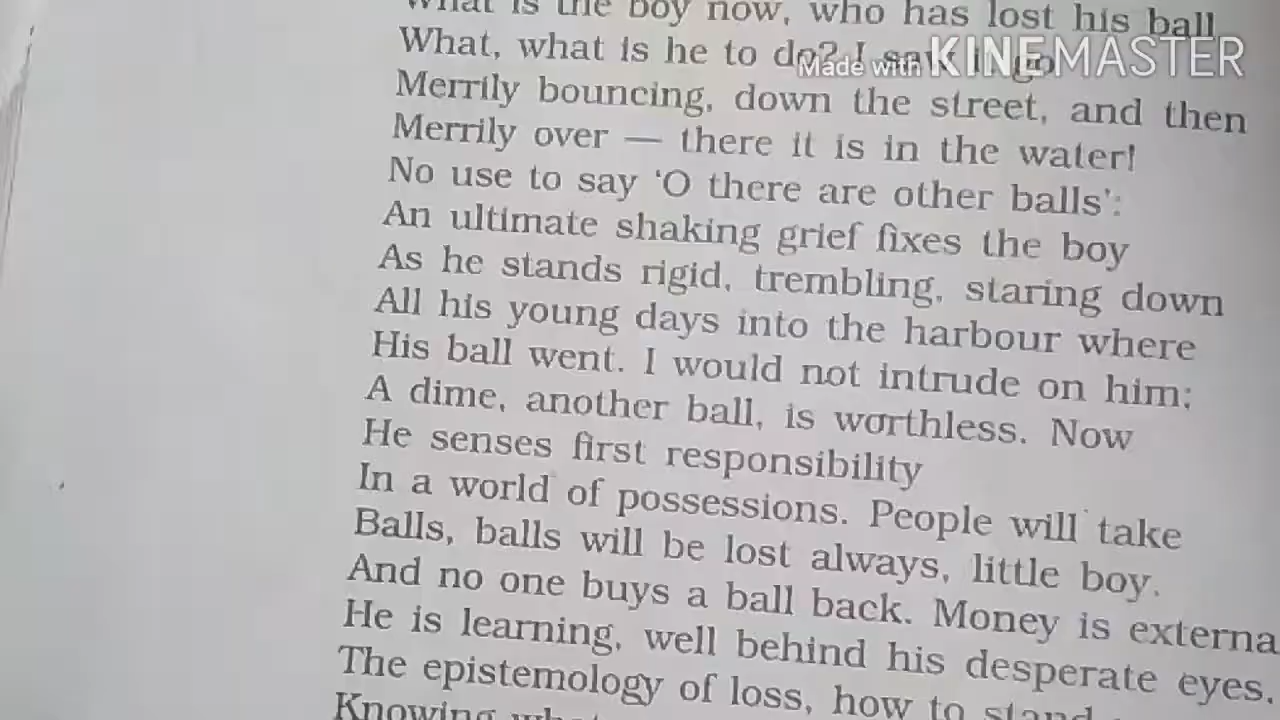 What is the boy now, who has lost his ball,
What, what is he to do? I saw it go
Made with KINEMASTER
Merrily bouncing, down the street, and then
Merrily over — there it is in the water!
No use to say ‘O there are other balls’:
An ultimate shaking grief fixes the boy
As he stands rigid, trembling, staring down
All his young days into the harbour where
His ball went. I would not intrude on him;
A dime, another ball, is worthless. Now
He senses first responsibility
In a world of possessions. People will take
Balls, balls will be lost always, little boy.
And no one buys a ball back. Money is externa
He is learning, well behind his desperate eyes.
The epistemology of loss, how to stand
Knowing what